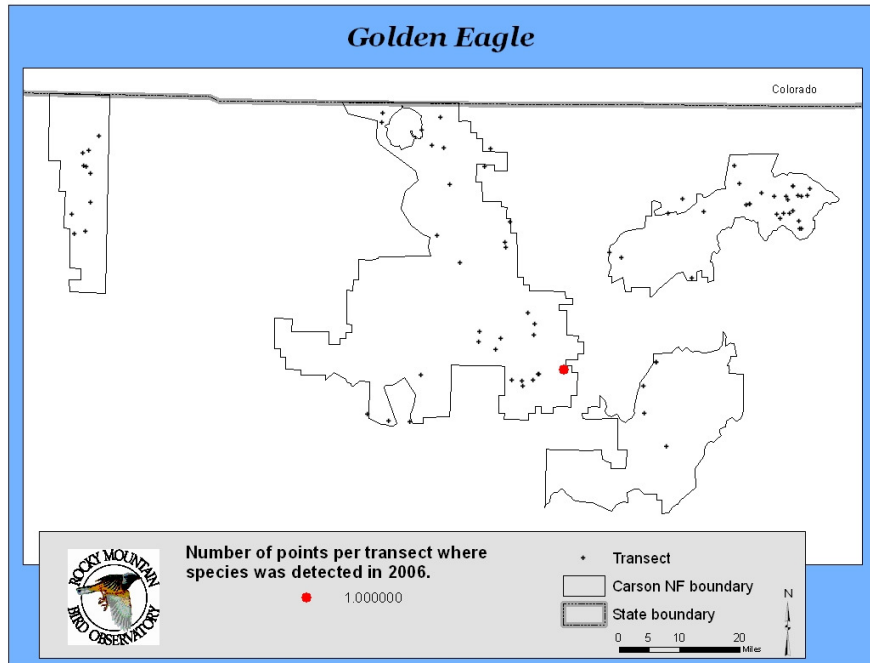 Golden Eagle
Colorado
ROCKY MOUNTAIN
BIRD OBSERVATORY
Number of points per transect where
species was detected in 2006.
1.000000
Transect
Carson NF boundary
State boundary
N
0 5 10 20
Miles